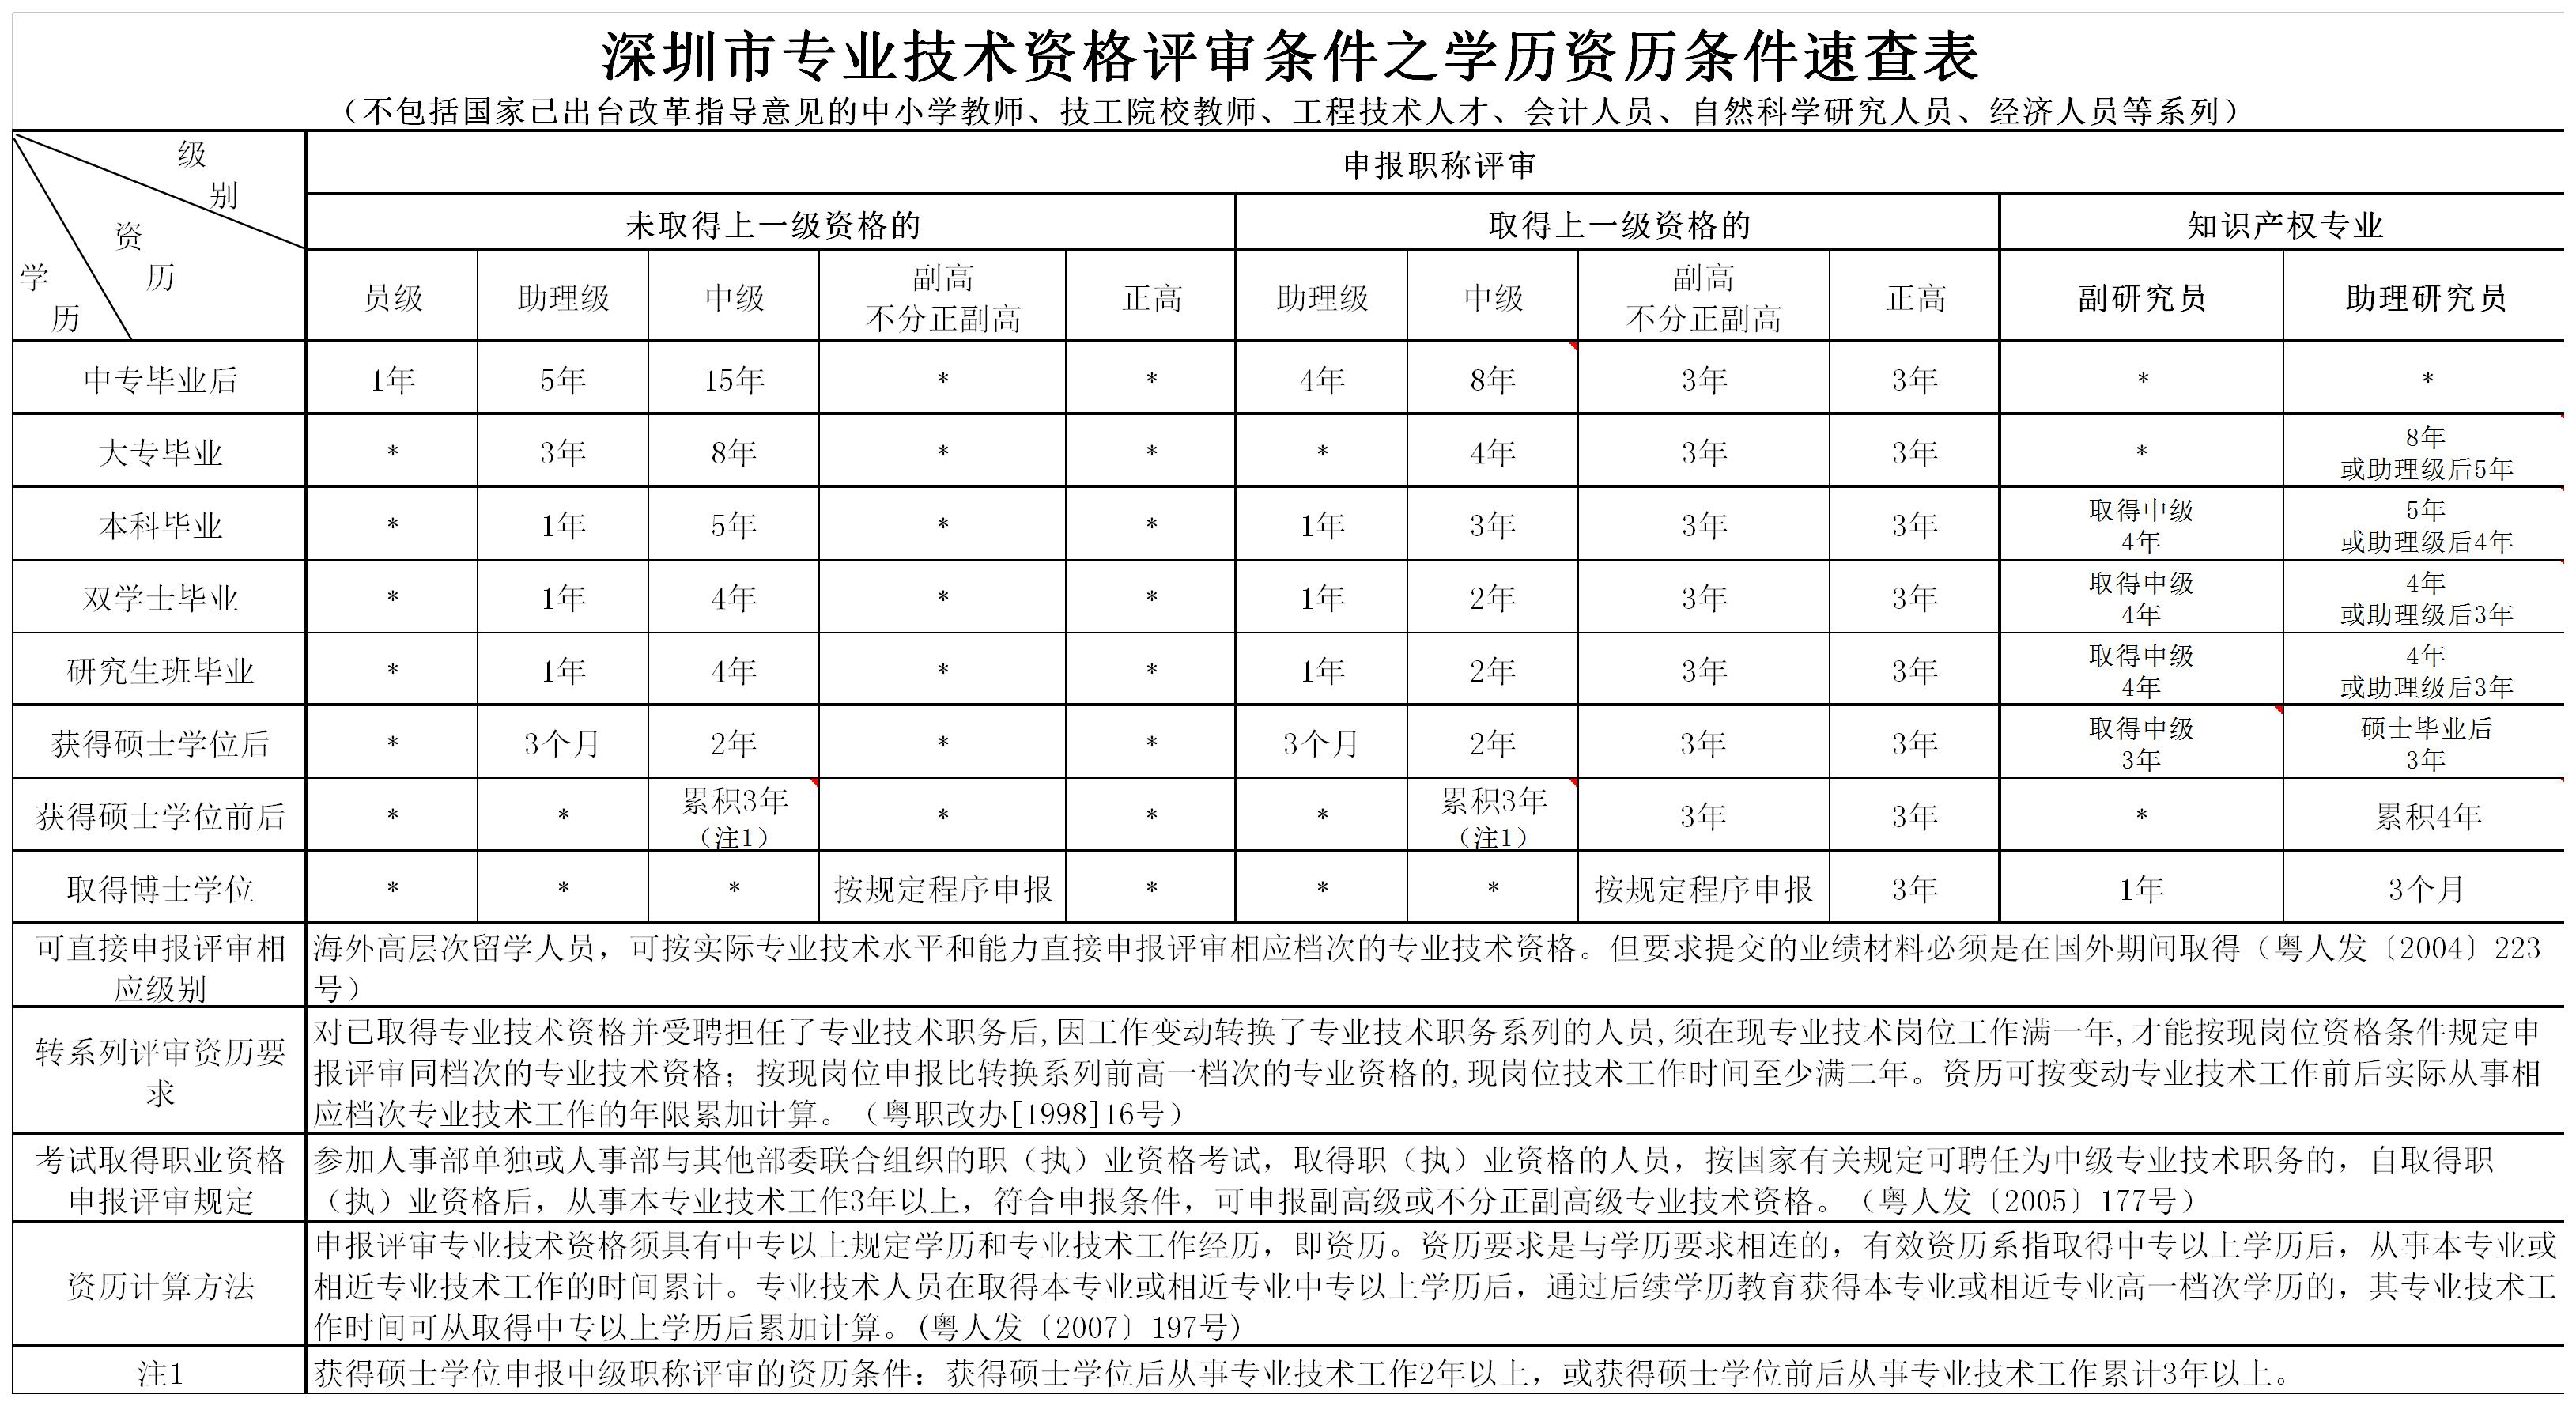 深圳市专业技术资格评审条件之学历资历条件速查表
（不包括国家已出台改革指导意见的中小学教师、技工院校教师、工程技术人才、会计人员、自然科学研究人员、经济人员等系列）
级别
资历
学历
申报职称评审
未取得上一级资格的 取得上一级资格的 知识产权专业
员级 助理级 中级 副高 不分正副高 正高 助理级 中级 副高 不分正副高 正高 副研究员 助理研究员
中专毕业后 1年 5年 15年 * * 4年 8年 3年 3年 * *
大专毕业 * 3年 8年 * * * 4年 3年 3年 * 8年 或助理级后5年
本科毕业 * 1年 5年 * * 1年 3年 3年 3年 取得中级 4年 5年 或助理级后4年
双学士毕业 * 1年 4年 * * 1年 2年 3年 3年 取得中级 4年 4年 或助理级后3年
研究生班毕业 * 1年 4年 * * 1年 2年 3年 3年 取得中级 4年 4年 或助理级后3年
获得硕士学位后 * 3个月 2年 * * 3个月 2年 3年 3年 取得中级 3年 硕士毕业后 3年
获得硕士学位前后 * * 累积3年 （注1） * * * 累积3年 （注1） 3年 3年 * 累积4年
取得博士学位 * * * 按规定程序申报 * * * 按规定程序申报 3年 1年 3个月
可直接申报评审相
应级别
海外高层次留学人员，可按实际专业技术水平和能力直接申报评审相应档次的专业技术资格。但要求提交的业绩材料必须是在国外期间取得（粤人发〔2004〕223
号）
转系列评审资历要
求
对已取得专业技术资格并受聘担任了专业技术职务后,因工作变动转换了专业技术职务系列的人员,须在现专业技术岗位工作满一年,才能按现岗位资格条件规定申
报评审同档次的专业技术资格；按现岗位申报比转换系列前高一档次的专业资格的,现岗位技术工作时间至少满二年。资历可按变动专业技术工作前后实际从事相
应档次专业技术工作的年限累加计算。（粤职改办[1998]16号）
考试取得职业资格
申报评审规定
参加人事部单独或人事部与其他部委联合组织的职（执）业资格考试，取得职（执）业资格的人员，按国家有关规定可聘任为中级专业技术职务的，自取得职
（执）业资格后，从事本专业技术工作3年以上，符合申报条件，可申报副高级或不分正副高级专业技术资格。（粤人发〔2005〕177号）
资历计算方法
申报评审专业技术资格须具有中专以上规定学历和专业技术工作经历，即资历。资历要求是与学历要求相连的，有效资历系指取得中专以上学历后，从事本专业或
相近专业技术工作的时间累计。专业技术人员在取得本专业或相近专业中专以上学历后，通过后续学历教育获得本专业或相近专业高一档次学历的，其专业技术工
作时间可从取得中专以上学历后累加计算。(粤人发〔2007〕197号)
注1
获得硕士学位申报中级职称评审的资历条件：获得硕士学位后从事专业技术工作2年以上，或获得硕士学位前后从事专业技术工作累计3年以上。